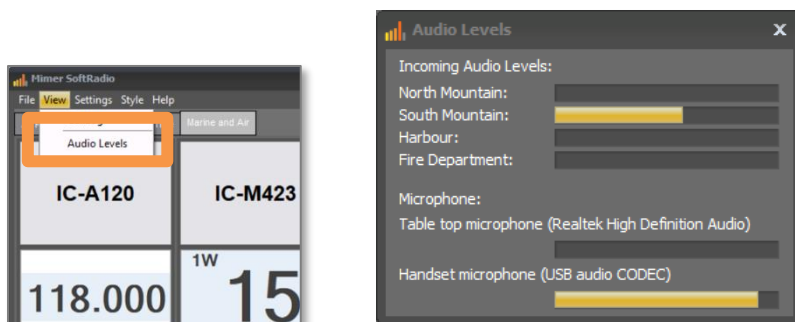 Mimer SoftRadio
File View Settings Style Help
Marine and Air
Audio Levels
IC-A120
IC-M423
118.000
1W
15
Audio Levels
x
Incoming Audio Levels:
North Mountain:
South Mountain:
Harbour:
Fire Department:
Microphone:
Table top microphone (Realtek High Definition Audio)
Handset microphone (USB audio CODEC)